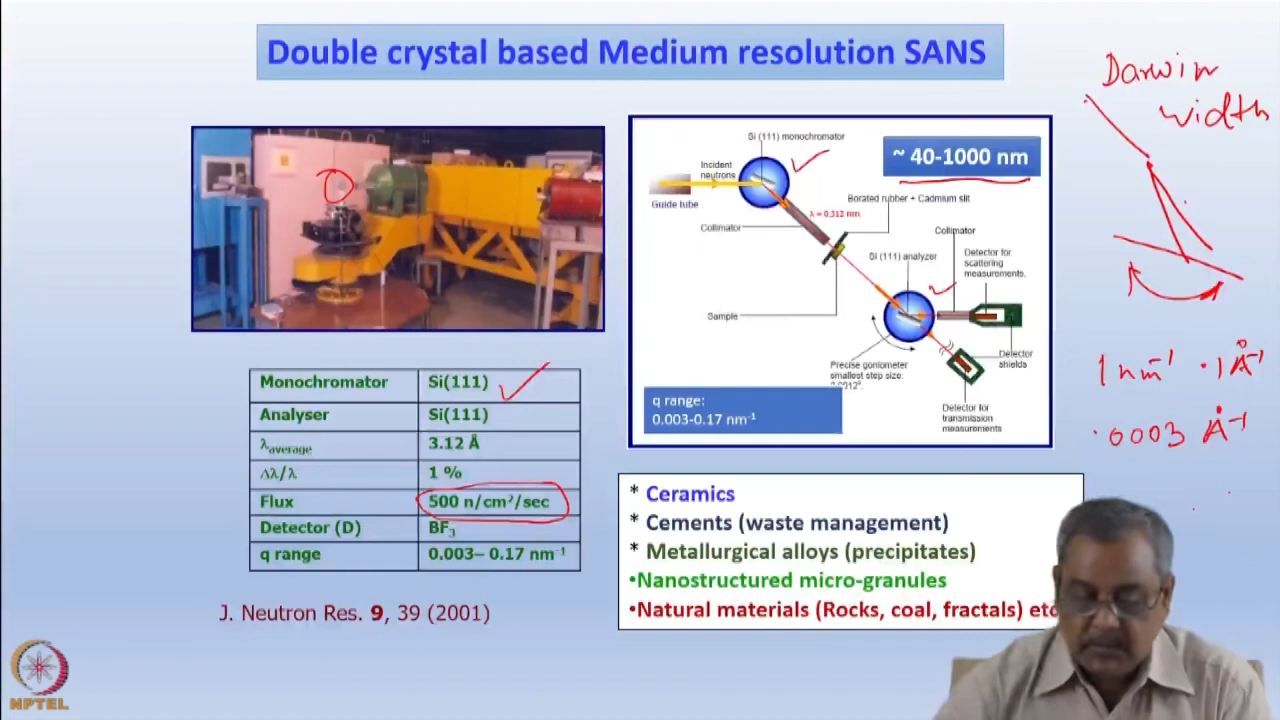 Double crystal based Medium resolution SANS
Si (111) monochromator
Incident
neutrons
Guide tube
~ 40-1000 nm
Borated rubber + Cadmium slit
λ = 0.312 nm
Collimator
Collimator
Si (111) analyzer
Detector for
scattering
measurements.
Sample
Precise goniometer
smallest step size:
Detector
shields
Detector for
transmission
measurements
q range:
0.003-0.17 nm⁻¹
Monochromator Si(111)
Analyser Si(111)
λaverage 3.12 Å
Δλ/λ 1 %
Flux 500 n/cm²/sec
Detector (D) BF₃
q range 0.003– 0.17 nm⁻¹
J. Neutron Res. 9, 39 (2001)
* Ceramics
* Cements (waste management)
* Metallurgical alloys (precipitates)
•Nanostructured micro-granules
•Natural materials (Rocks, coal, fractals) etc
Darwin
width
1 nm⁻¹ .1 Å⁻¹
.0003 Å⁻¹
NPTEL